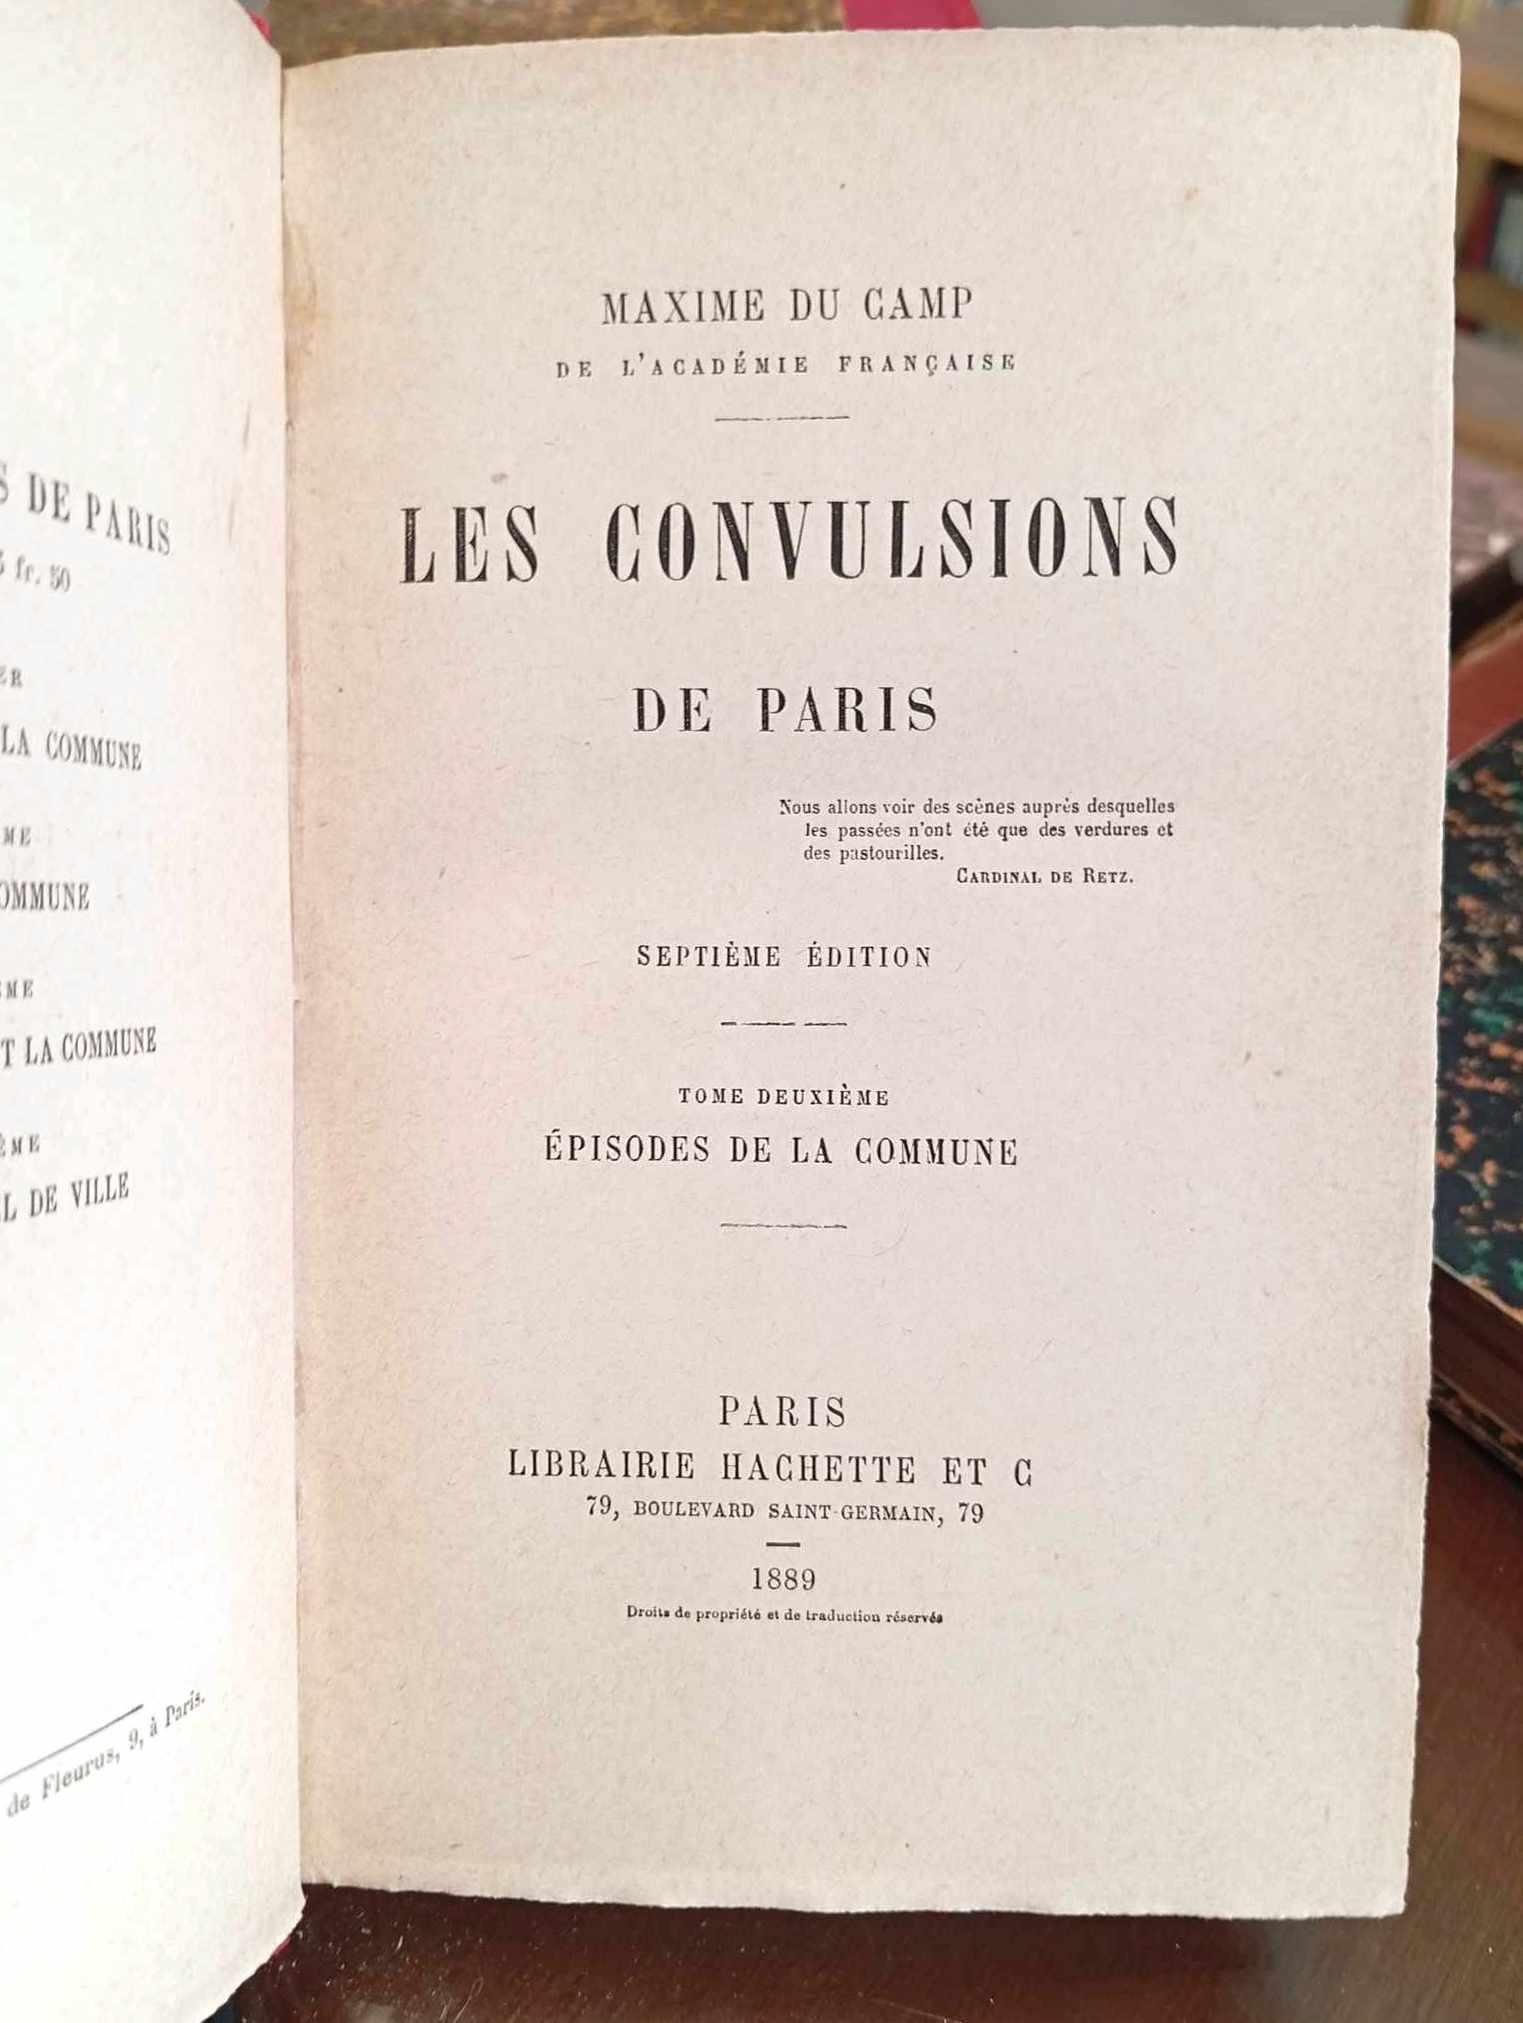 DE PARIS
fr. 50
LA COMMUNE
COMMUNE
LA COMMUNE
DE VILLE
de Fleurus, 9, à Paris.
MAXIME DU CAMP
DE L'ACADÉMIE FRANÇAISE
LES CONVULSIONS
DE PARIS
Nous allons voir des scènes auprès desquelles
les passées n'ont été que des verdures et
des pastourilles.
CARDINAL DE RETZ.
SEPTIÈME ÉDITION
TOME DEUXIÈME
ÉPISODES DE LA COMMUNE
PARIS
LIBRAIRIE HACHETTE ET C
79, BOULEVARD SAINT-GERMAIN, 79
1889
Droits de propriété et de traduction réservés